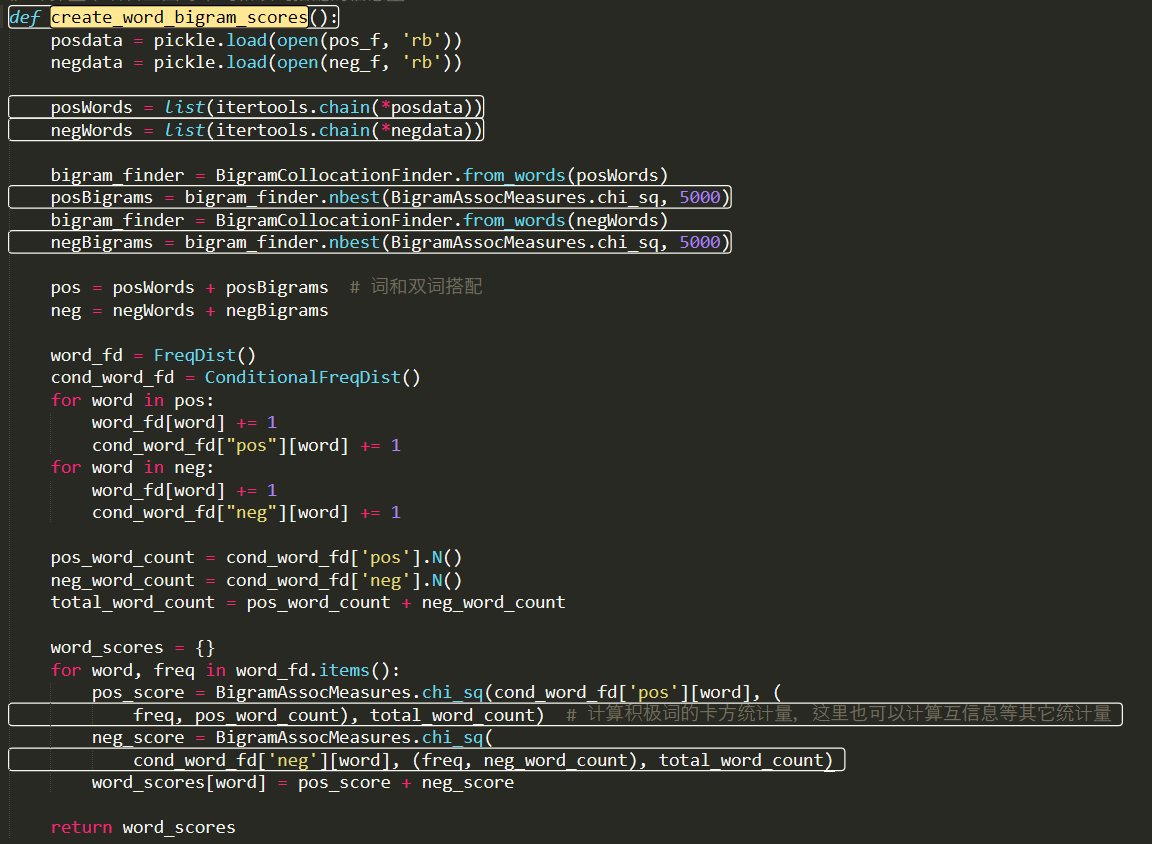 def create_word_bigram_scores():
    posdata = pickle.load(open(pos_f, 'rb'))
    negdata = pickle.load(open(neg_f, 'rb'))

    posWords = list(itertools.chain(*posdata))
    negWords = list(itertools.chain(*negdata))

    bigram_finder = BigramCollocationFinder.from_words(posWords)
    posBigrams = bigram_finder.nbest(BigramAssocMeasures.chi_sq, 5000)
    bigram_finder = BigramCollocationFinder.from_words(negWords)
    negBigrams = bigram_finder.nbest(BigramAssocMeasures.chi_sq, 5000)

    pos = posWords + posBigrams  # 词和双词搭配
    neg = negWords + negBigrams

    word_fd = FreqDist()
    cond_word_fd = ConditionalFreqDist()
    for word in pos:
        word_fd[word] += 1
        cond_word_fd["pos"][word] += 1
    for word in neg:
        word_fd[word] += 1
        cond_word_fd["neg"][word] += 1

    pos_word_count = cond_word_fd['pos'].N()
    neg_word_count = cond_word_fd['neg'].N()
    total_word_count = pos_word_count + neg_word_count

    word_scores = {}
    for word, freq in word_fd.items():
        pos_score = BigramAssocMeasures.chi_sq(cond_word_fd['pos'][word], (
            freq, pos_word_count), total_word_count)  # 计算积极词的卡方统计量，这里也可以计算互信息等其它统计量
        neg_score = BigramAssocMeasures.chi_sq(
            cond_word_fd['neg'][word], (freq, neg_word_count), total_word_count)
        word_scores[word] = pos_score + neg_score

    return word_scores